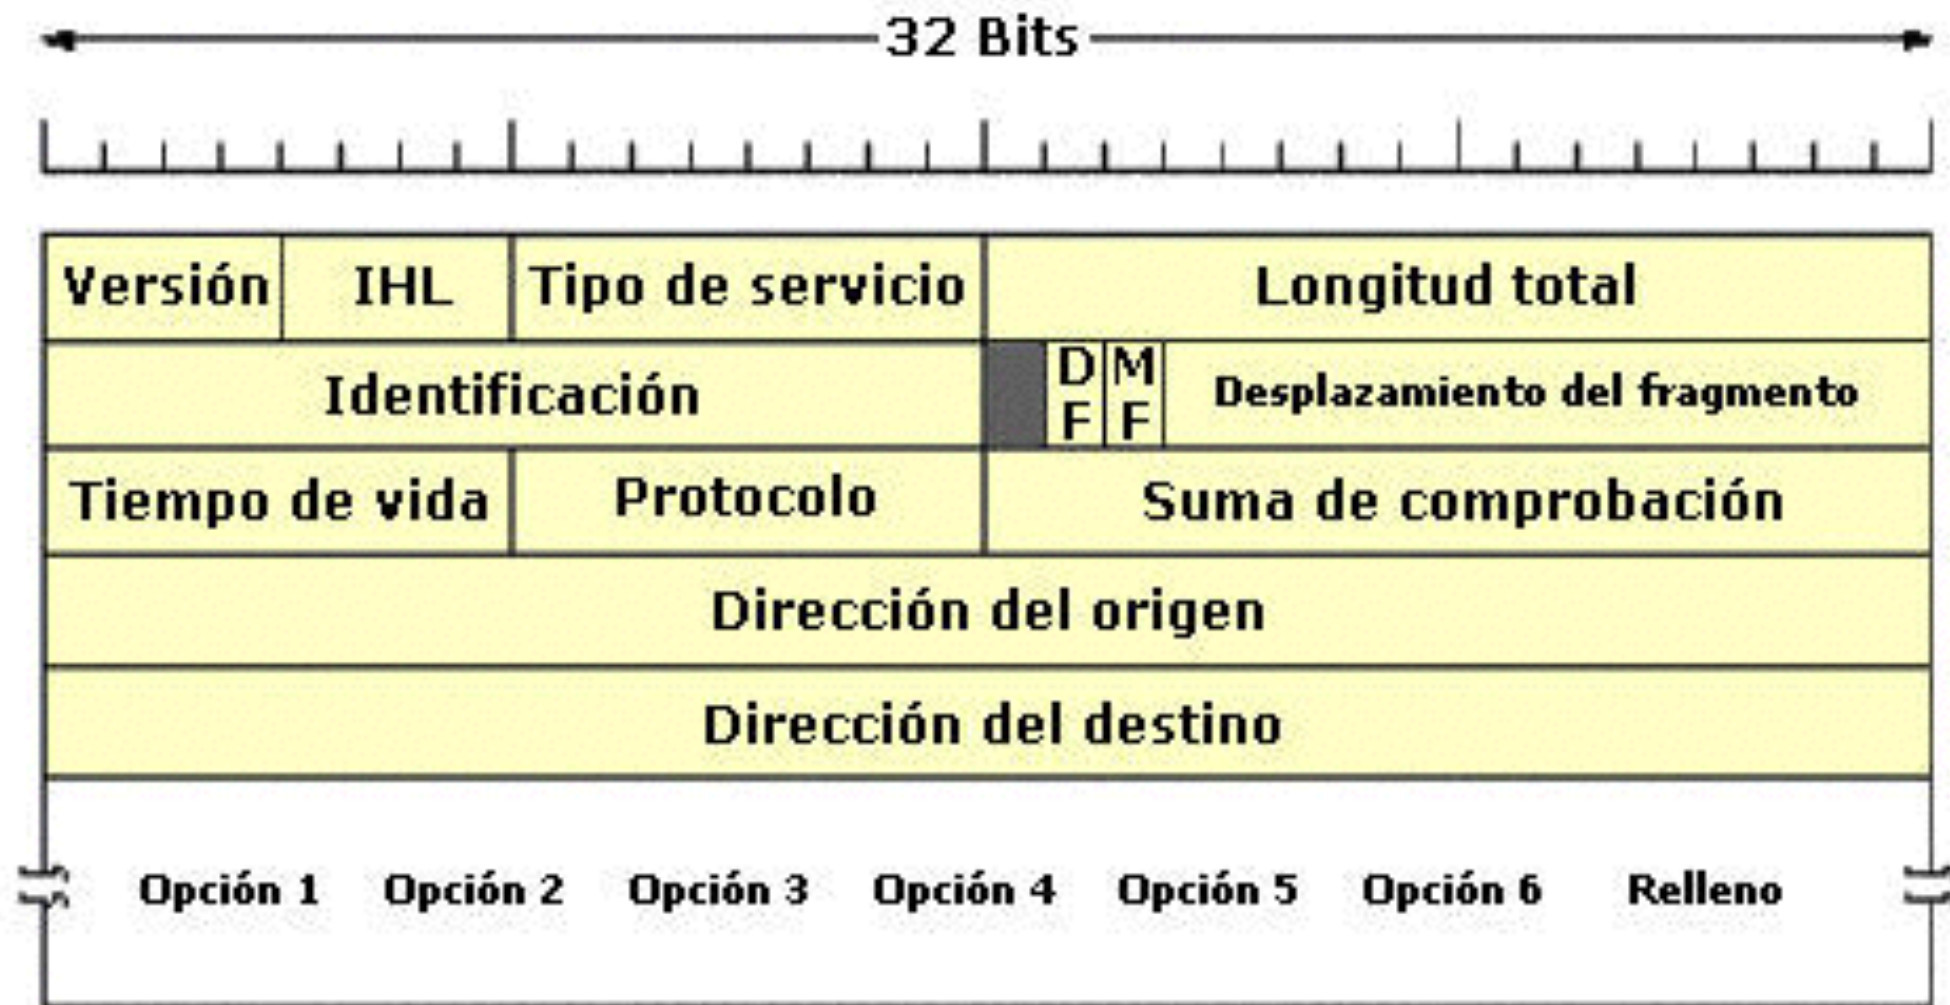 32 Bits
Versión IHL Tipo de servicio Longitud total
Identificación DF MF Desplazamiento del fragmento
Tiempo de vida Protocolo Suma de comprobación
Dirección del origen
Dirección del destino
Opción 1 Opción 2 Opción 3 Opción 4 Opción 5 Opción 6 Relleno